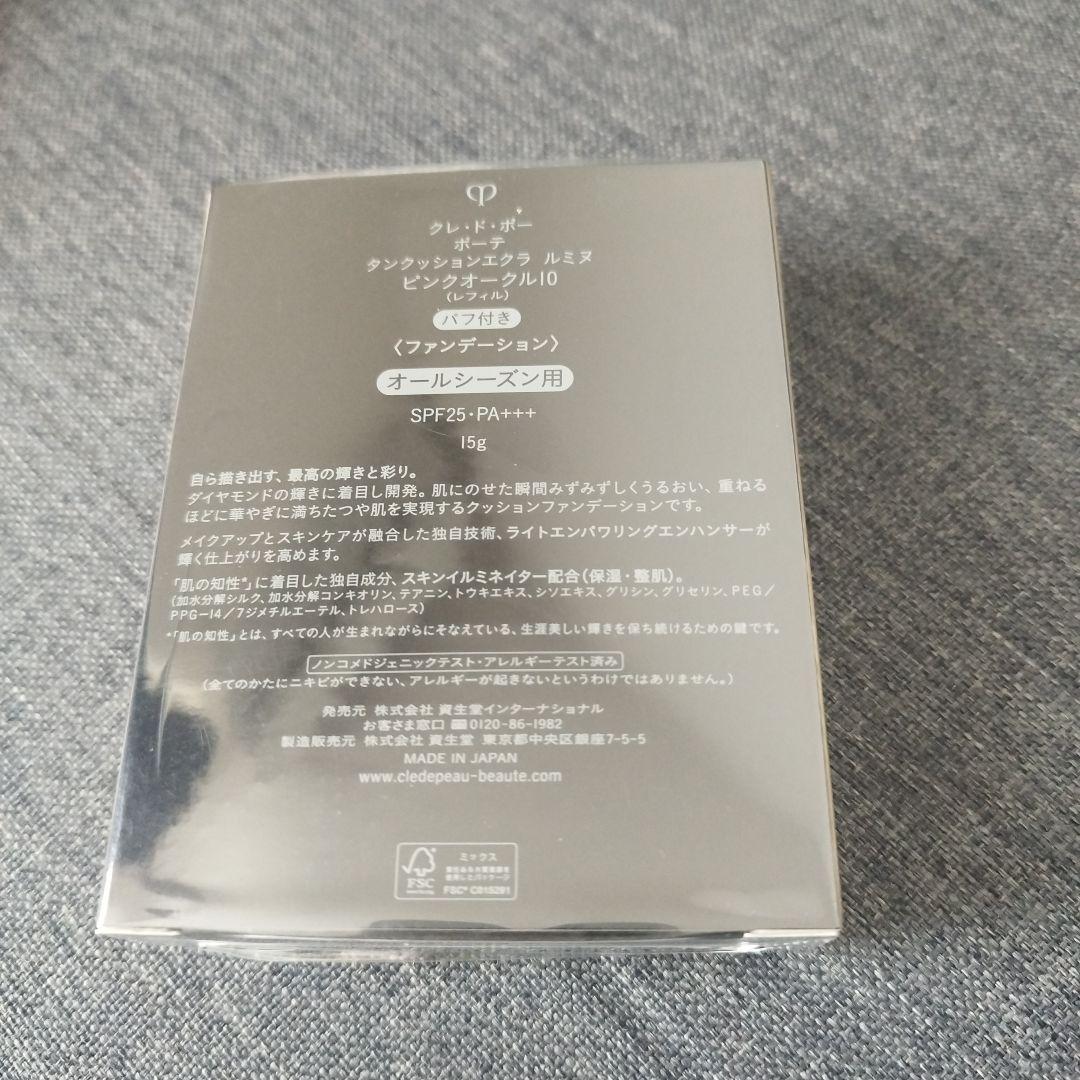 クレ・ド・ポー
ボーテ
タンクッションエクラ ルミヌ
ピンクオークル10
(レフィル)
パフ付き
〈ファンデーション〉
オールシーズン用
SPF25・PA+++
15g
自ら描き出す、最高の輝きと彩り。
ダイヤモンドの輝きに着目し開発。肌にのせた瞬間みずみずしくうるおい、重ねる
ほどに華やぎに満ちたつや肌を実現するクッションファンデーションです。
メイクアップとスキンケアが融合した独自技術、ライトエンパワリングエンハンサーが
輝く仕上がりを高めます。
「肌の知性*」に着目した独自成分、スキンイルミネイター配合(保湿・整肌)。
(加水分解シルク、加水分解コンキオリン、テアニン、トウキエキス、シソエキス、グリシン、グリセリン、PEG/
PPG-14/7ジメチルエーテル、トレハロース)
*「肌の知性」とは、すべての人が生まれながらにそなえている、生涯美しい輝きを保ち続けるための鍵です。
ノンコメドジェニックテスト・アレルギーテスト済み
(全てのかたにニキビができない、アレルギーが起きないというわけではありません。)
発売元 株式会社 資生堂インターナショナル
お客さま窓口 0120-86-1982
製造販売元 株式会社 資生堂 東京都中央区銀座7-5-5
MADE IN JAPAN
www.cledepeau-beaute.com
FSC
ミックス
責任ある木質資源を
使用したパッケージ
FSC® C015291